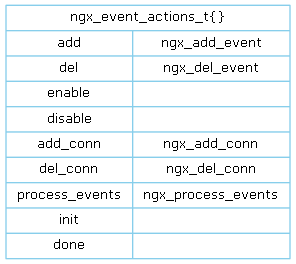 ngx_event_actions_t{}
add ngx_add_event
del ngx_del_event
enable
disable
add_conn ngx_add_conn
del_conn ngx_del_conn
process_events ngx_process_events
init
done